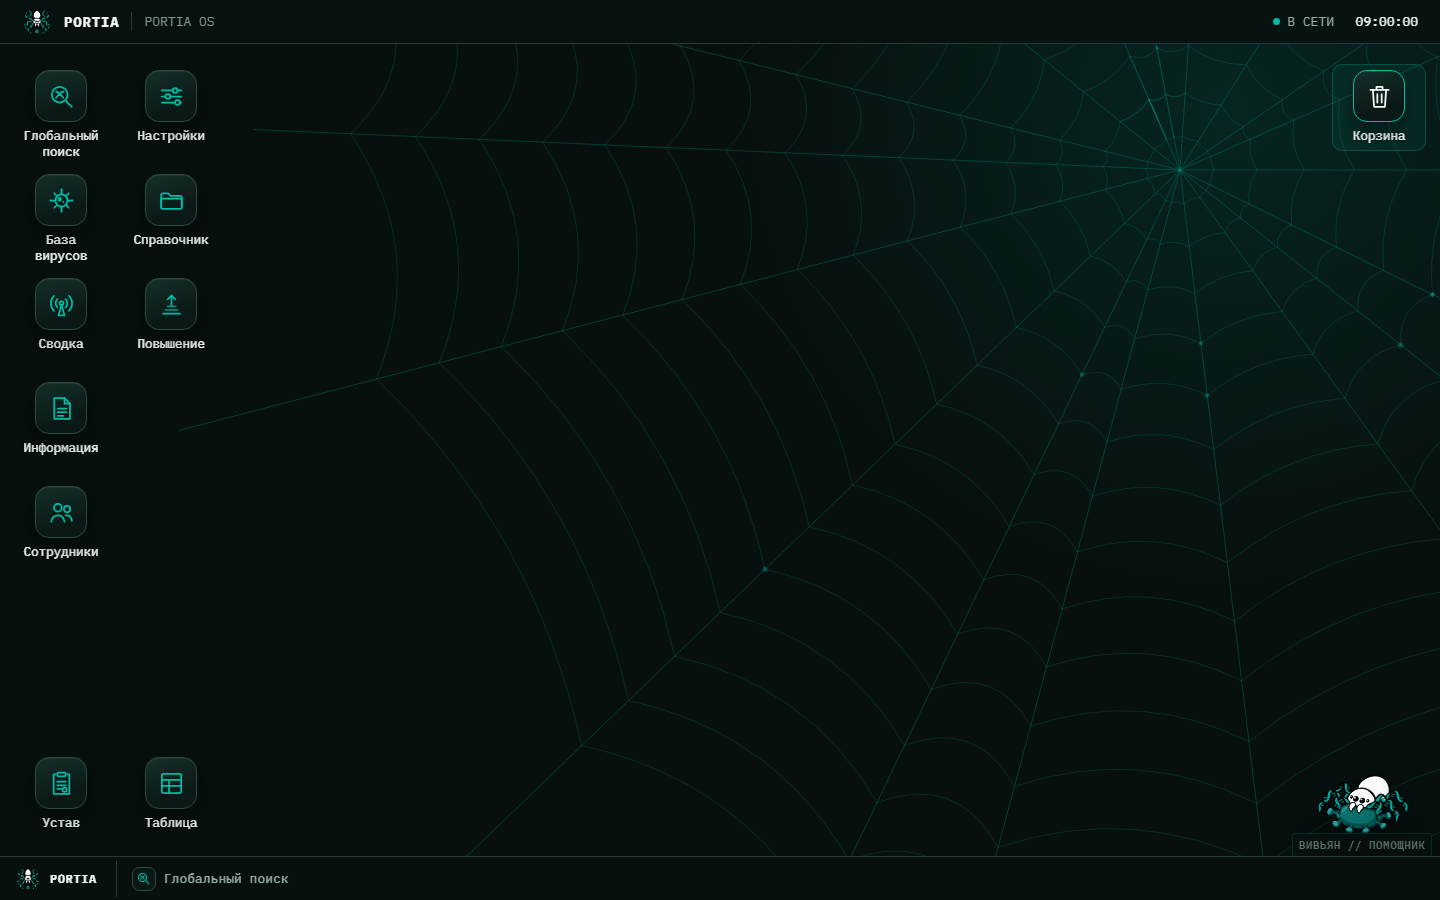 PORTIA
PORTIA OS
В СЕТИ
09:00:00
Глобальный
поиск
Настройки
Корзина
База
вирусов
Справочник
Сводка
Повышение
Информация
Сотрудники
Устав
Таблица
ВИВЬЯН // ПОМОЩНИК
PORTIA
Глобальный поиск